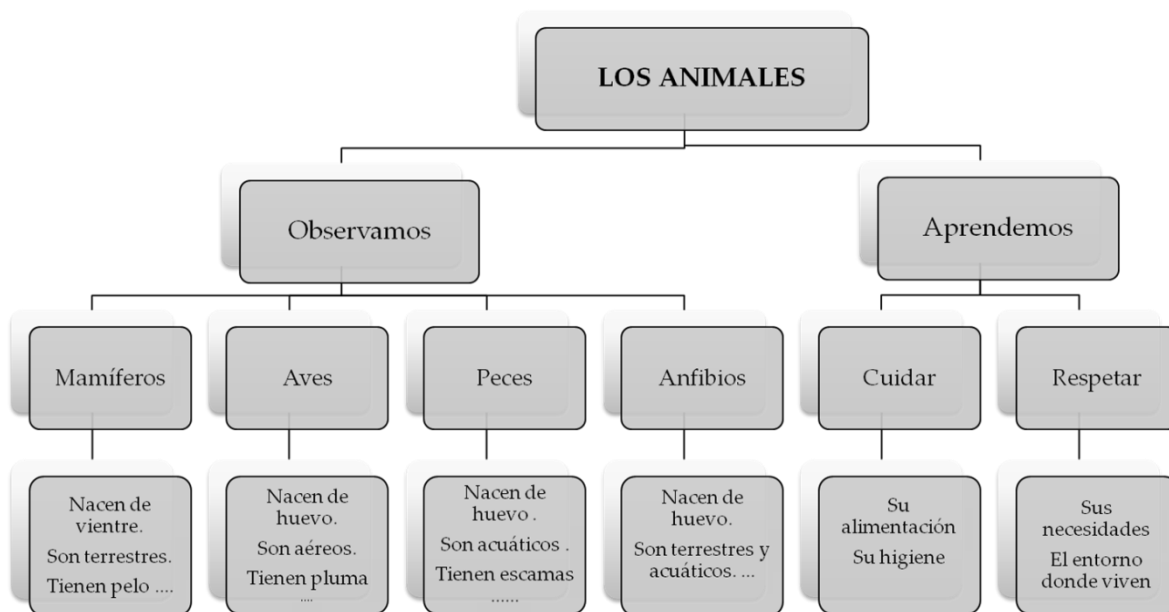 LOS ANIMALES
Observamos
Aprendemos
Mamíferos
Aves
Peces
Anfibios
Cuidar
Respetar
Nacen de
vientre.
Son terrestres.
Tienen pelo ....
Nacen de
huevo.
Son aéreos.
Tienen pluma
....
Nacen de
huevo .
Son acuáticos .
Tienen escamas
......
Nacen de
huevo.
Son terrestres y
acuáticos. ...
Su
alimentación
Su higiene
Sus
necesidades
El entorno
donde viven